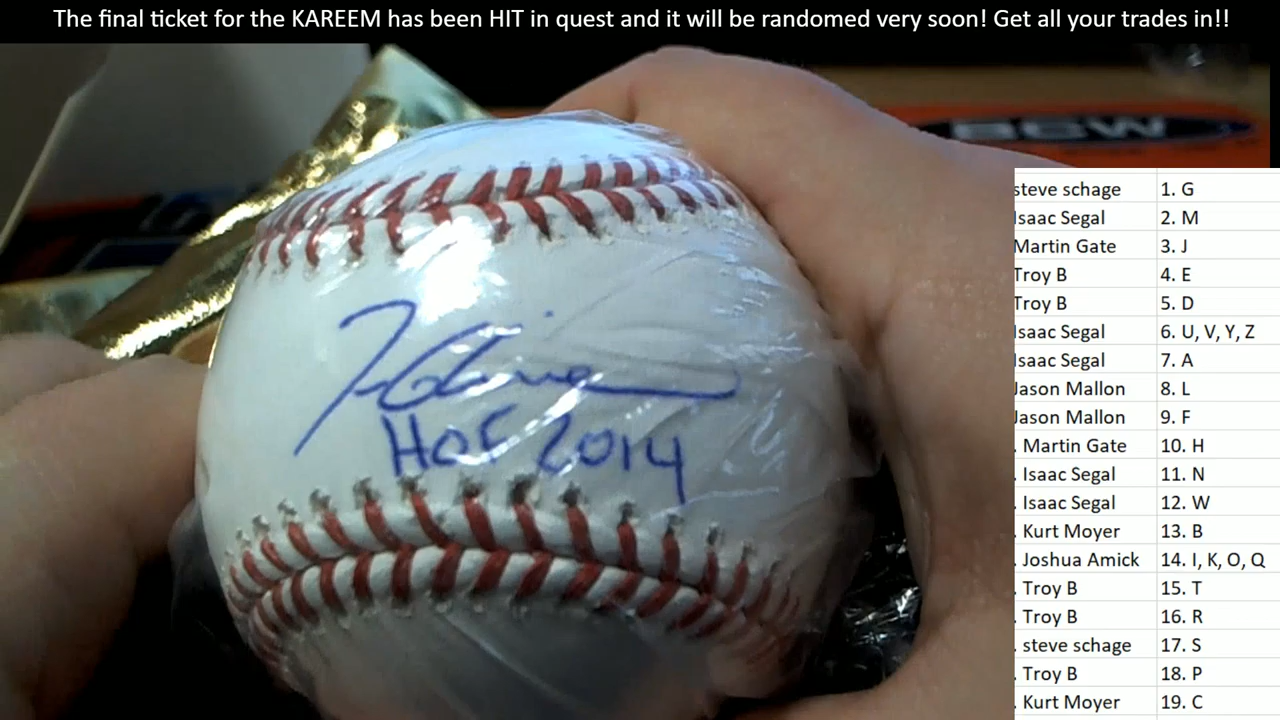 The final ticket for the KAREEM has been HIT in quest and it will be randomed very soon! Get all your trades in!!
BCW
HOF 2014
steve schage 1. G
Isaac Segal 2. M
Martin Gate 3. J
Troy B 4. E
Troy B 5. D
Isaac Segal 6. U, V, Y, Z
Isaac Segal 7. A
Jason Mallon 8. L
Jason Mallon 9. F
. Martin Gate 10. H
. Isaac Segal 11. N
. Isaac Segal 12. W
. Kurt Moyer 13. B
. Joshua Amick 14. I, K, O, Q
. Troy B 15. T
. Troy B 16. R
. steve schage 17. S
. Troy B 18. P
. Kurt Moyer 19. C